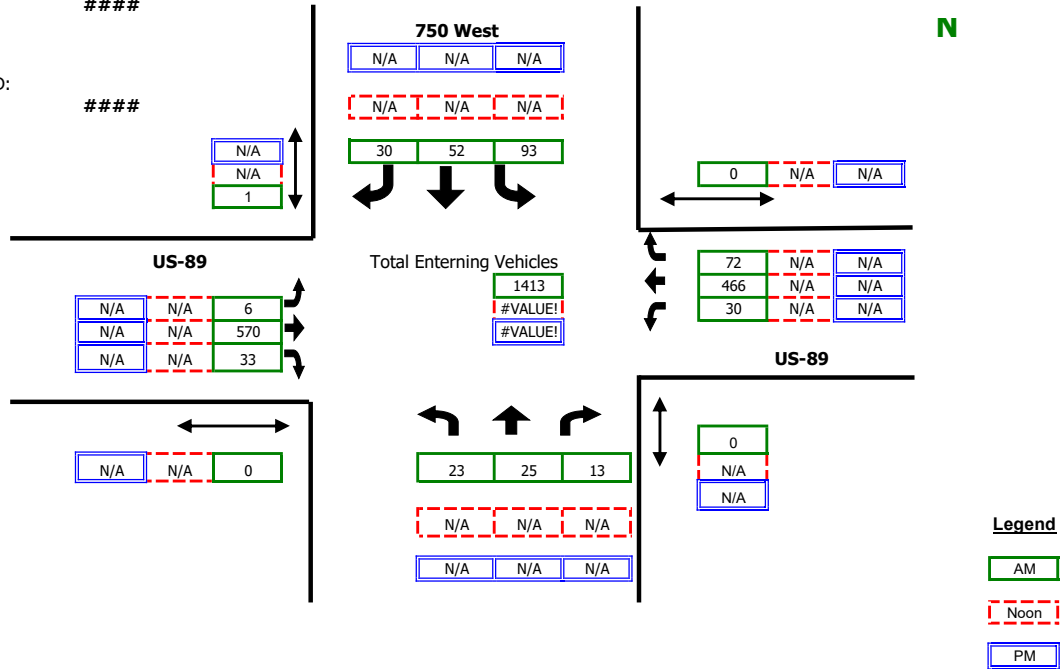 ####
750 West
N
N/A N/A N/A
D:
####
N/A N/A N/A
N/A
30 52 93
N/A
0 N/A N/A
1
US-89
Total Enterning Vehicles
72 N/A N/A
1413
466 N/A N/A
N/A N/A 6
#VALUE!
30 N/A N/A
N/A N/A 570
#VALUE!
N/A N/A 33
US-89
0
N/A N/A 0
23 25 13
N/A
N/A
N/A N/A N/A
Legend
N/A N/A N/A
AM
Noon
PM